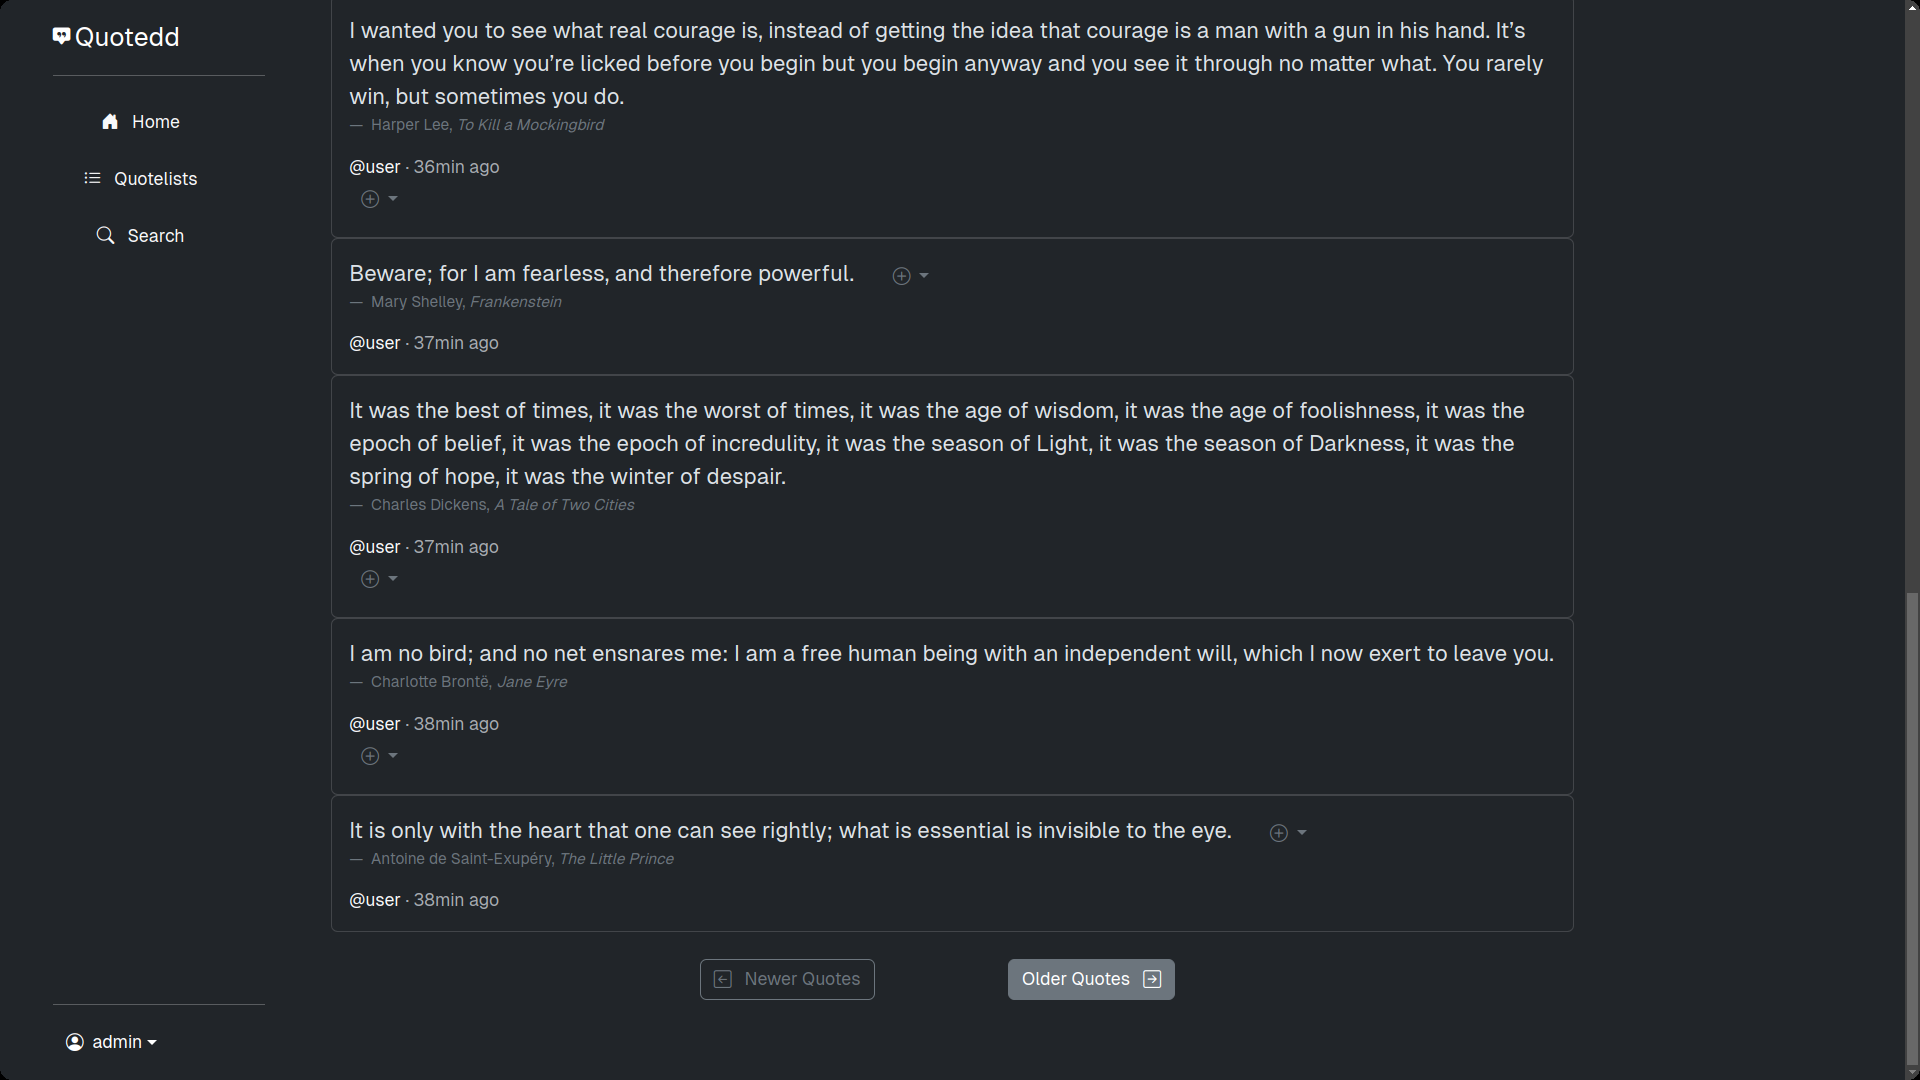 Quotedd
Home
Quotelists
Search
I wanted you to see what real courage is, instead of getting the idea that courage is a man with a gun in his hand. It’s
when you know you’re licked before you begin but you begin anyway and you see it through no matter what. You rarely
win, but sometimes you do.
— Harper Lee, To Kill a Mockingbird
@user · 36min ago
Beware; for I am fearless, and therefore powerful.
— Mary Shelley, Frankenstein
@user · 37min ago
It was the best of times, it was the worst of times, it was the age of wisdom, it was the age of foolishness, it was the
epoch of belief, it was the epoch of incredulity, it was the season of Light, it was the season of Darkness, it was the
spring of hope, it was the winter of despair.
— Charles Dickens, A Tale of Two Cities
@user · 37min ago
I am no bird; and no net ensnares me: I am a free human being with an independent will, which I now exert to leave you.
— Charlotte Brontë, Jane Eyre
@user · 38min ago
It is only with the heart that one can see rightly; what is essential is invisible to the eye.
— Antoine de Saint-Exupéry, The Little Prince
@user · 38min ago
Newer Quotes
Older Quotes
admin